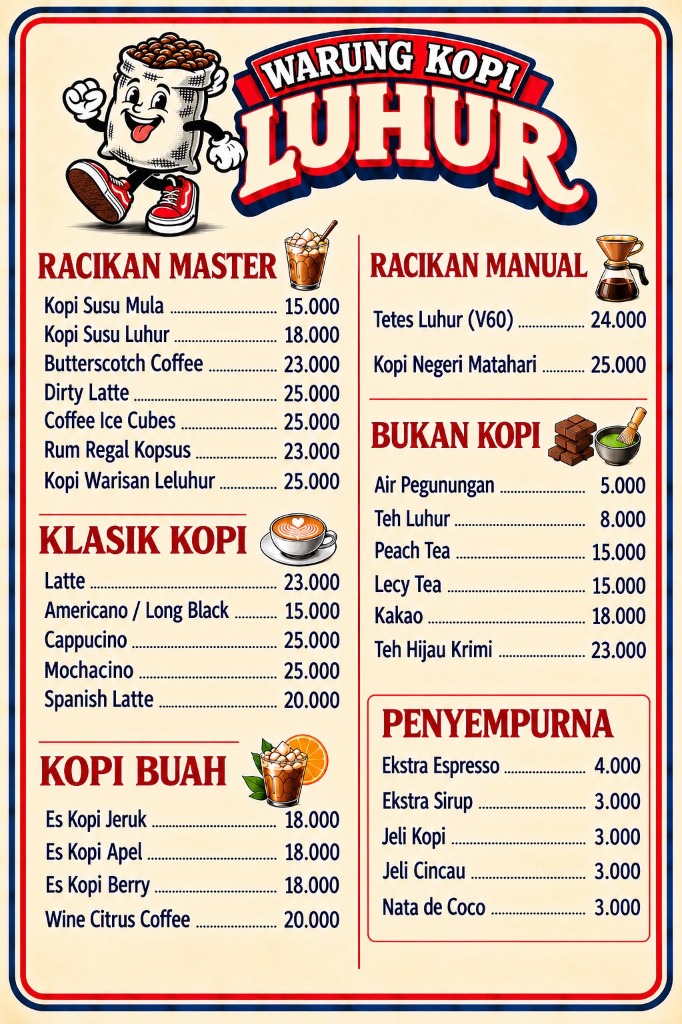 WARUNG KOPI
LUHUR
RACIKAN MASTER
Kopi Susu Mula ........ 15.000
Kopi Susu Luhur ........ 18.000
Butterscotch Coffee ........ 23.000
Dirty Latte ........ 25.000
Coffee Ice Cubes ........ 25.000
Rum Regal Kopsus ........ 23.000
Kopi Warisan Leluhur ........ 25.000
KLASIK KOPI
Latte ........ 23.000
Americano / Long Black ........ 15.000
Cappucino ........ 25.000
Mochacino ........ 25.000
Spanish Latte ........ 20.000
KOPI BUAH
Es Kopi Jeruk ........ 18.000
Es Kopi Apel ........ 18.000
Es Kopi Berry ........ 18.000
Wine Citrus Coffee ........ 20.000
RACIKAN MANUAL
Tetes Luhur (V60) ........ 24.000
Kopi Negeri Matahari ........ 25.000
BUKAN KOPI
Air Pegunungan ........ 5.000
Teh Luhur ........ 8.000
Peach Tea ........ 15.000
Lecy Tea ........ 15.000
Kakao ........ 18.000
Teh Hijau Krimi ........ 23.000
PENYEMPURNA
Ekstra Espresso ........ 4.000
Ekstra Sirup ........ 3.000
Jeli Kopi ........ 3.000
Jeli Cincau ........ 3.000
Nata de Coco ........ 3.000